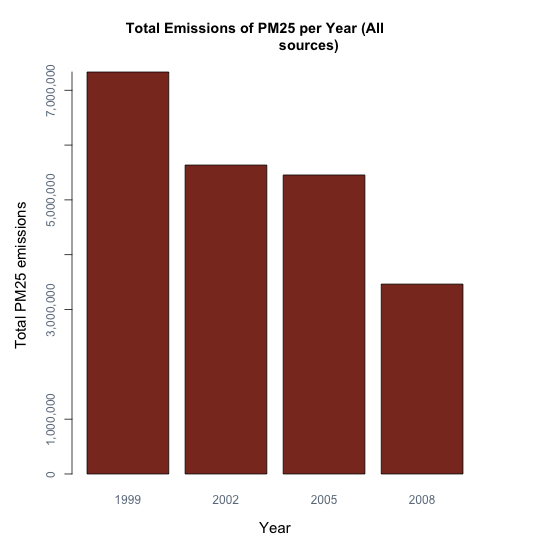 Total Emissions of PM25 per Year (All
sources)
Total PM25 emissions
7,000,000
5,000,000
3,000,000
1,000,000
0
1999 2002 2005 2008
Year